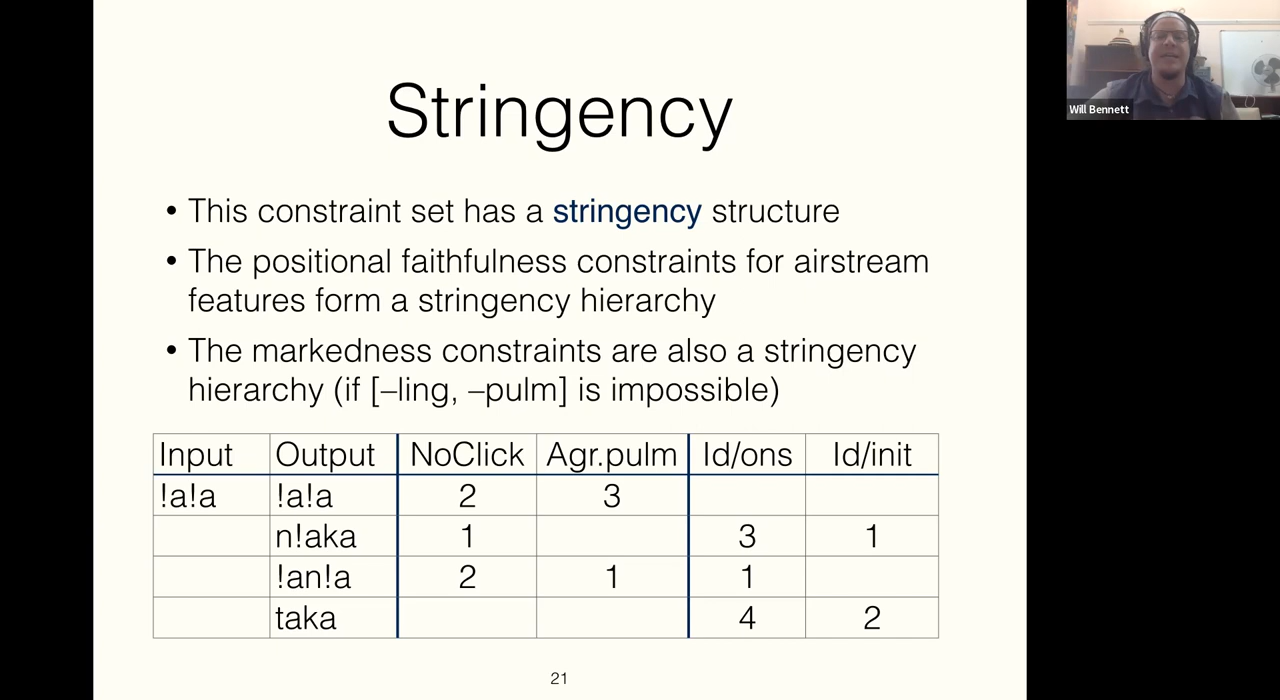 Stringency
• This constraint set has a stringency structure
• The positional faithfulness constraints for airstream
features form a stringency hierarchy
• The markedness constraints are also a stringency
hierarchy (if [–ling, –pulm] is impossible)
Input Output NoClick Agr.pulm Id/ons Id/init
!a!a !a!a 2 3
n!aka 1 3 1
!an!a 2 1 1
taka 4 2
21
Will Bennett